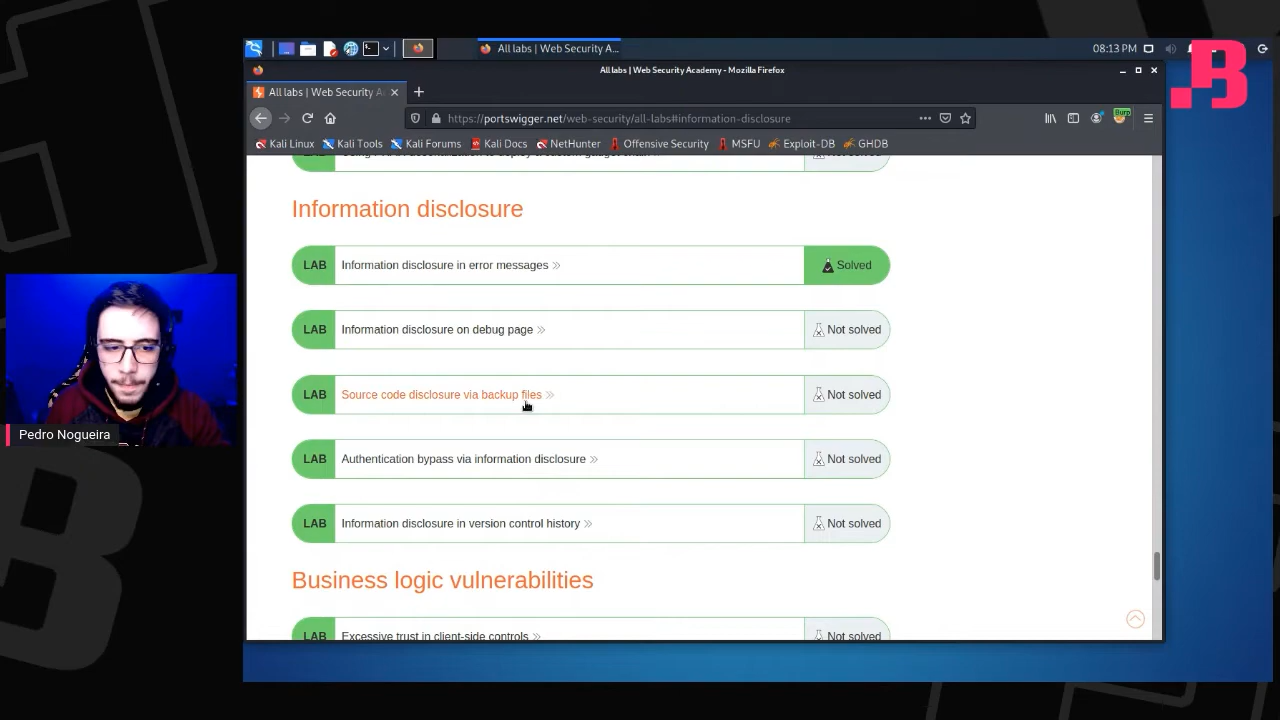 All labs | Web Security A...
08:13 PM
All labs | Web Security Academy - Mozilla Firefox
All labs | Web Security A
https://portswigger.net/web-security/all-labs#information-disclosure
Burp
Kali Linux
Kali Tools
Kali Forums
Kali Docs
NetHunter
Offensive Security
MSFU
Exploit-DB
GHDB
Information disclosure
LAB Information disclosure in error messages Solved
LAB Information disclosure on debug page Not solved
LAB Source code disclosure via backup files Not solved
LAB Authentication bypass via information disclosure Not solved
LAB Information disclosure in version control history Not solved
Business logic vulnerabilities
LAB Excessive trust in client-side controls Not solved
Pedro Nogueira